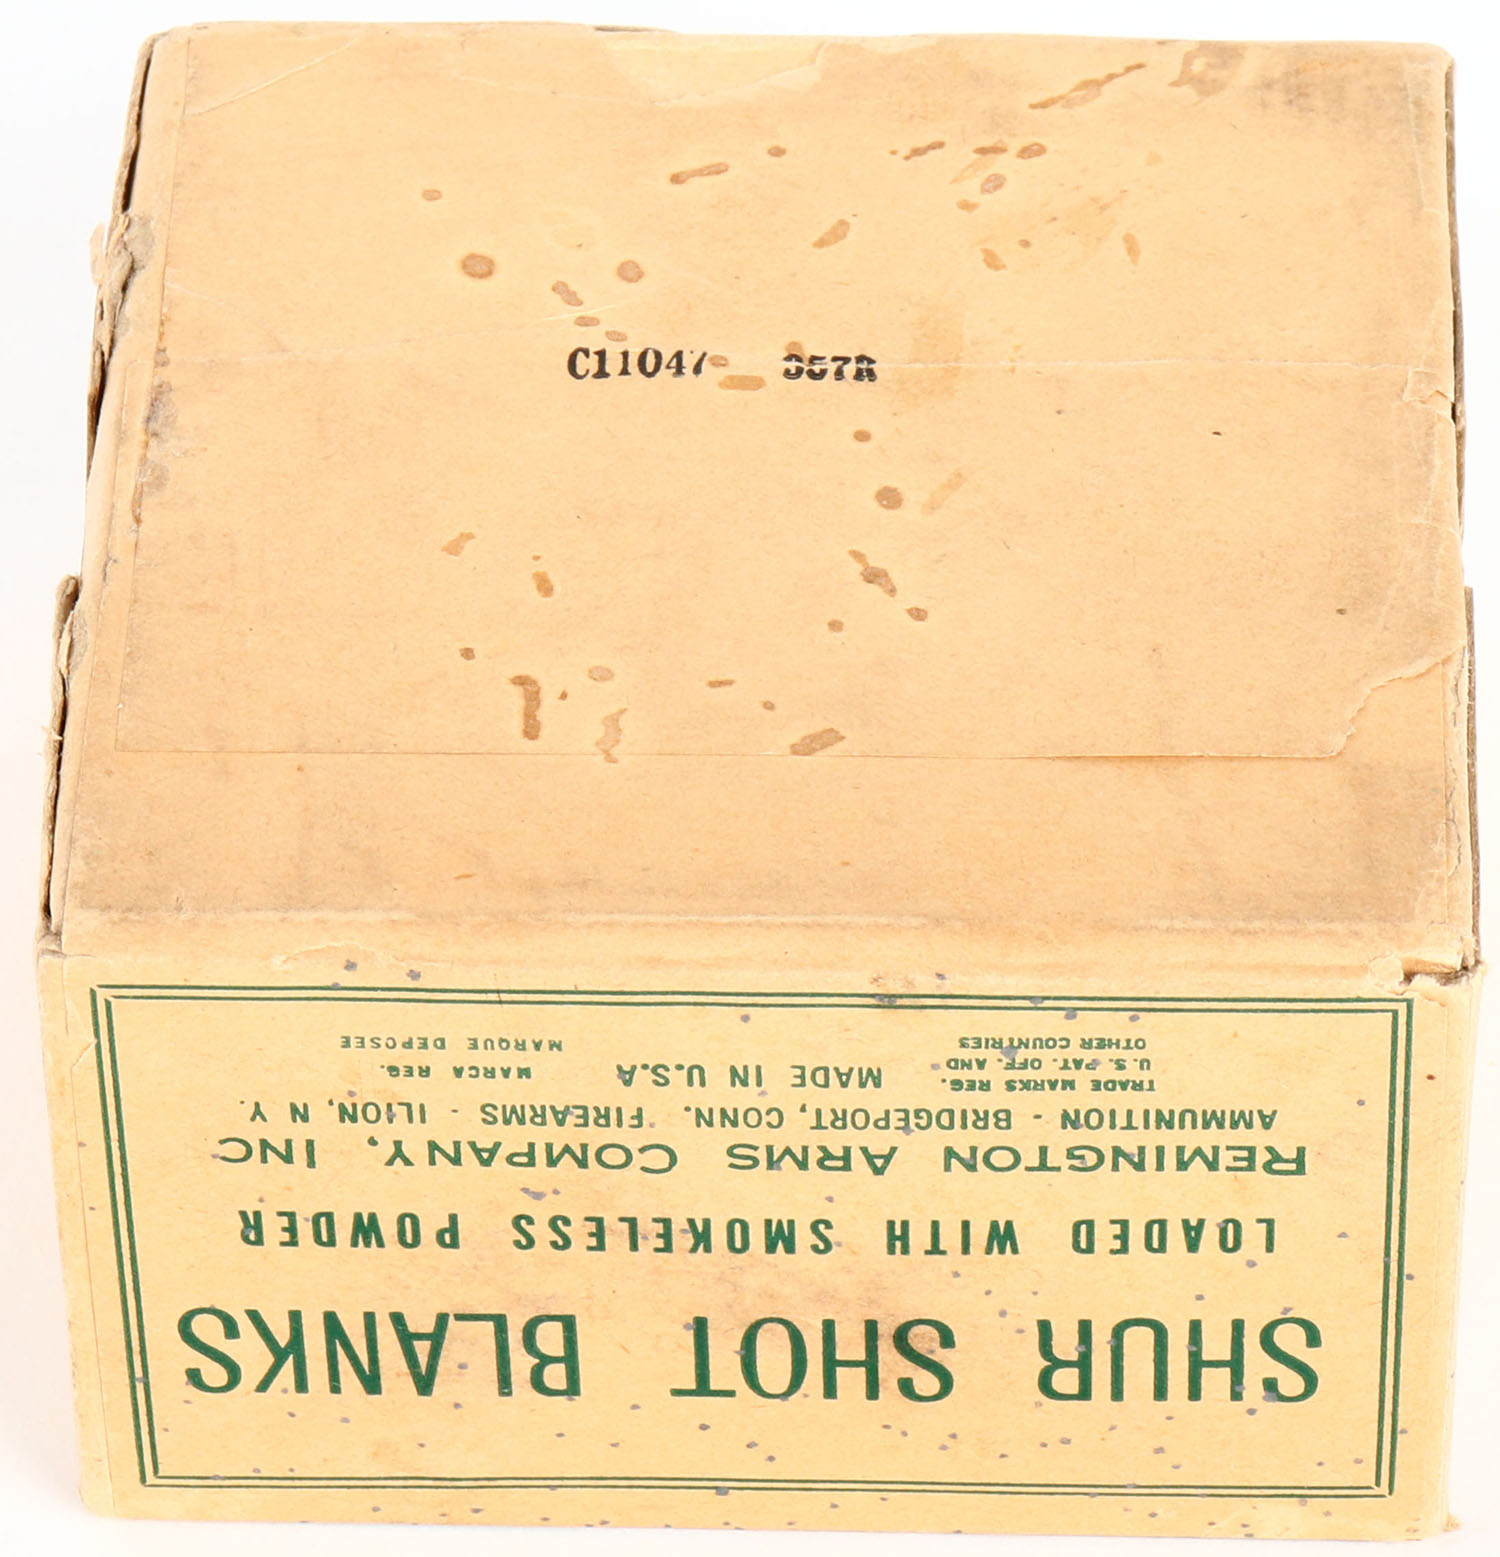 C11047 357R
SHUR SHOT BLANKS
LOADED WITH SMOKELESS POWDER
REMINGTON ARMS COMPANY, INC
AMMUNITION - BRIDGEPORT, CONN. FIREARMS - ILION, N.Y.
TRADE MARKS REG.
U.S. PAT. OFF. AND
OTHER COUNTRIES
MADE IN U.S.A
MARCA REG.
MARQUE DEPOSEE